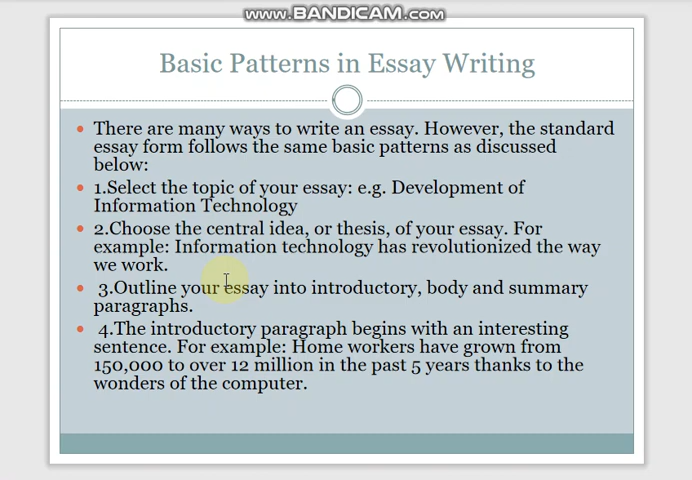 www.BANDICAM.com
Basic Patterns in Essay Writing
There are many ways to write an essay. However, the standard
essay form follows the same basic patterns as discussed
below:
1.Select the topic of your essay: e.g. Development of
Information Technology
2.Choose the central idea, or thesis, of your essay. For
example: Information technology has revolutionized the way
we work.
3.Outline your essay into introductory, body and summary
paragraphs.
4.The introductory paragraph begins with an interesting
sentence. For example: Home workers have grown from
150,000 to over 12 million in the past 5 years thanks to the
wonders of the computer.